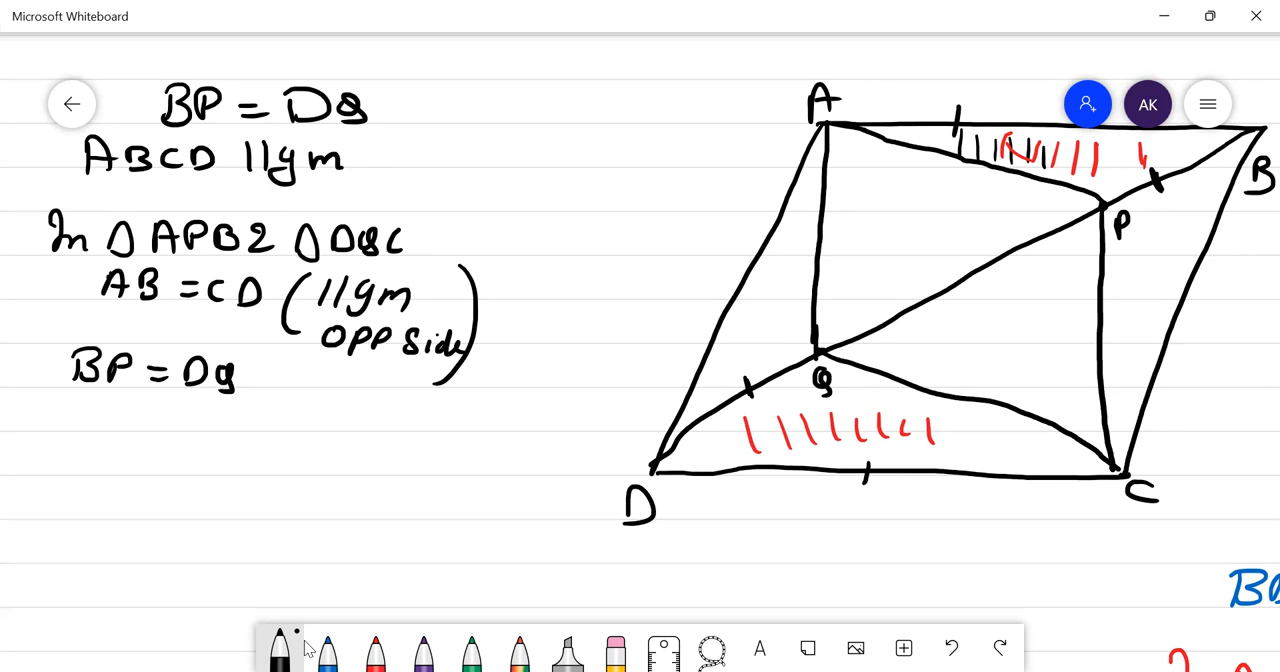 Microsoft Whiteboard
BP = DQ
ABCD ||gm
In △ APB & △ DQC
AB = CD (||gm
OPP Side)
BP = DQ
A
B
P
Q
D
C
AK
A